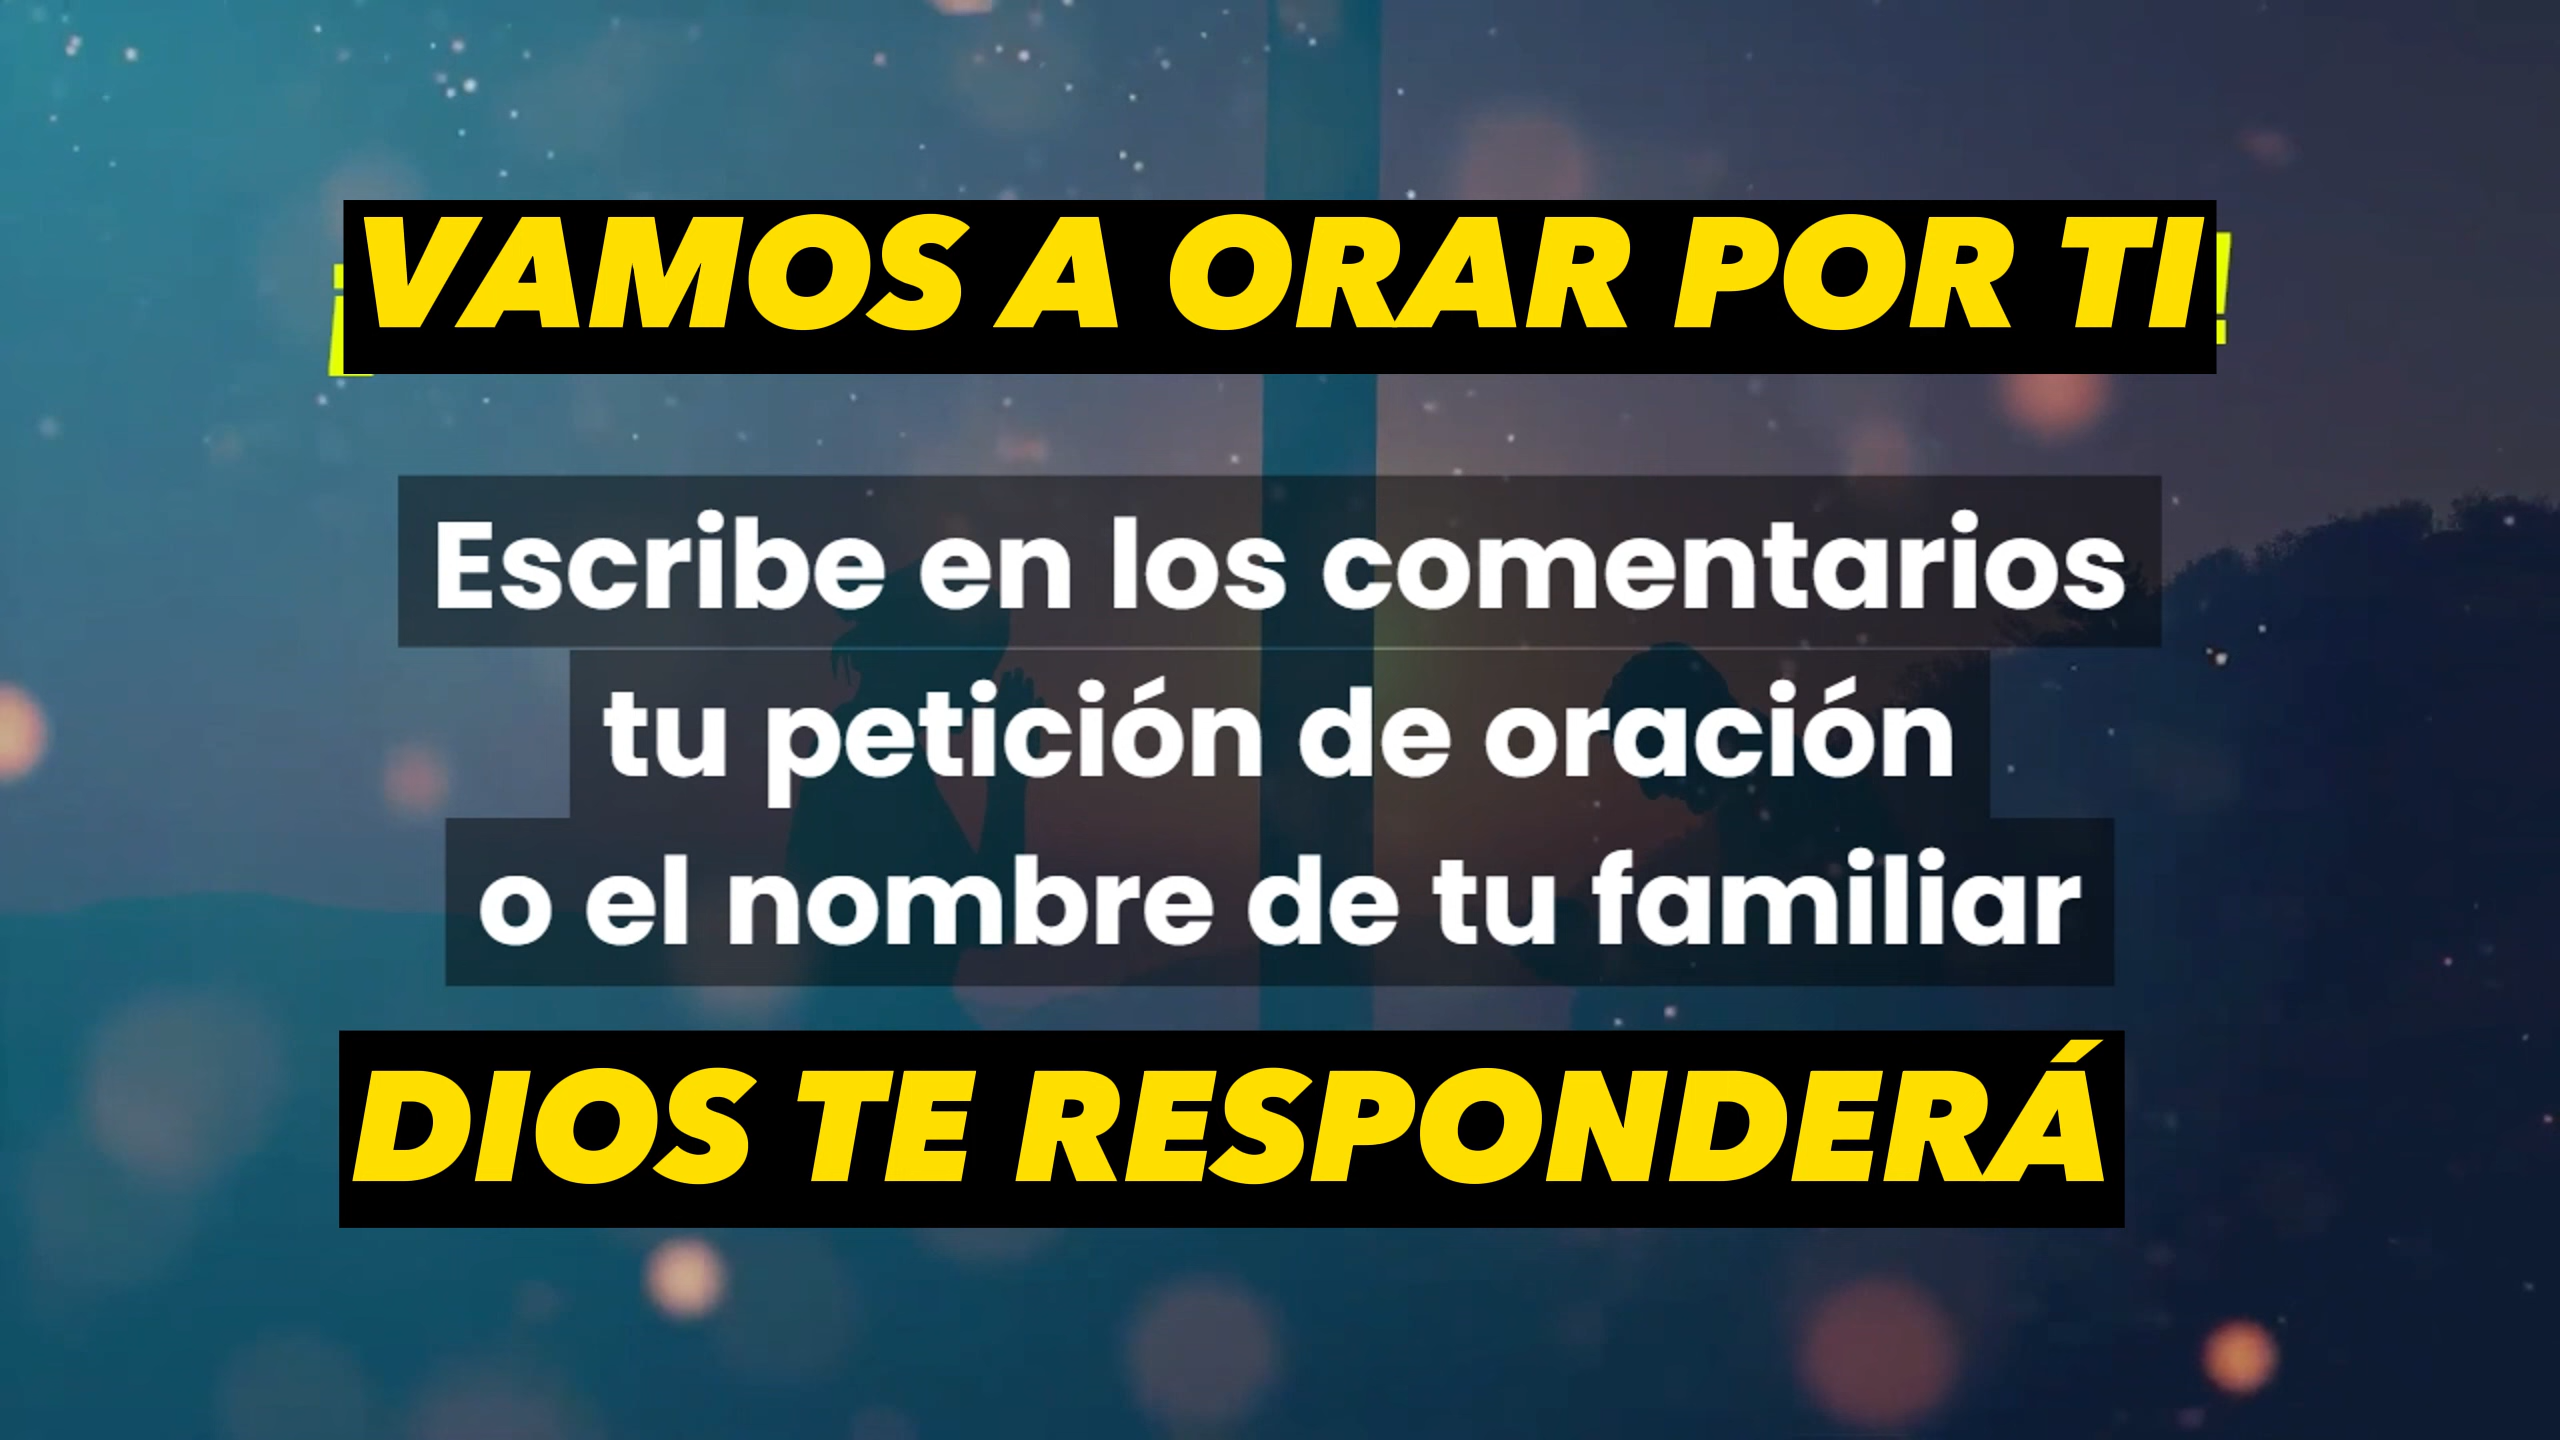 ¡VAMOS A ORAR POR TI!
Escribe en los comentarios
tu petición de oración
o el nombre de tu familiar
DIOS TE RESPONDERÁ